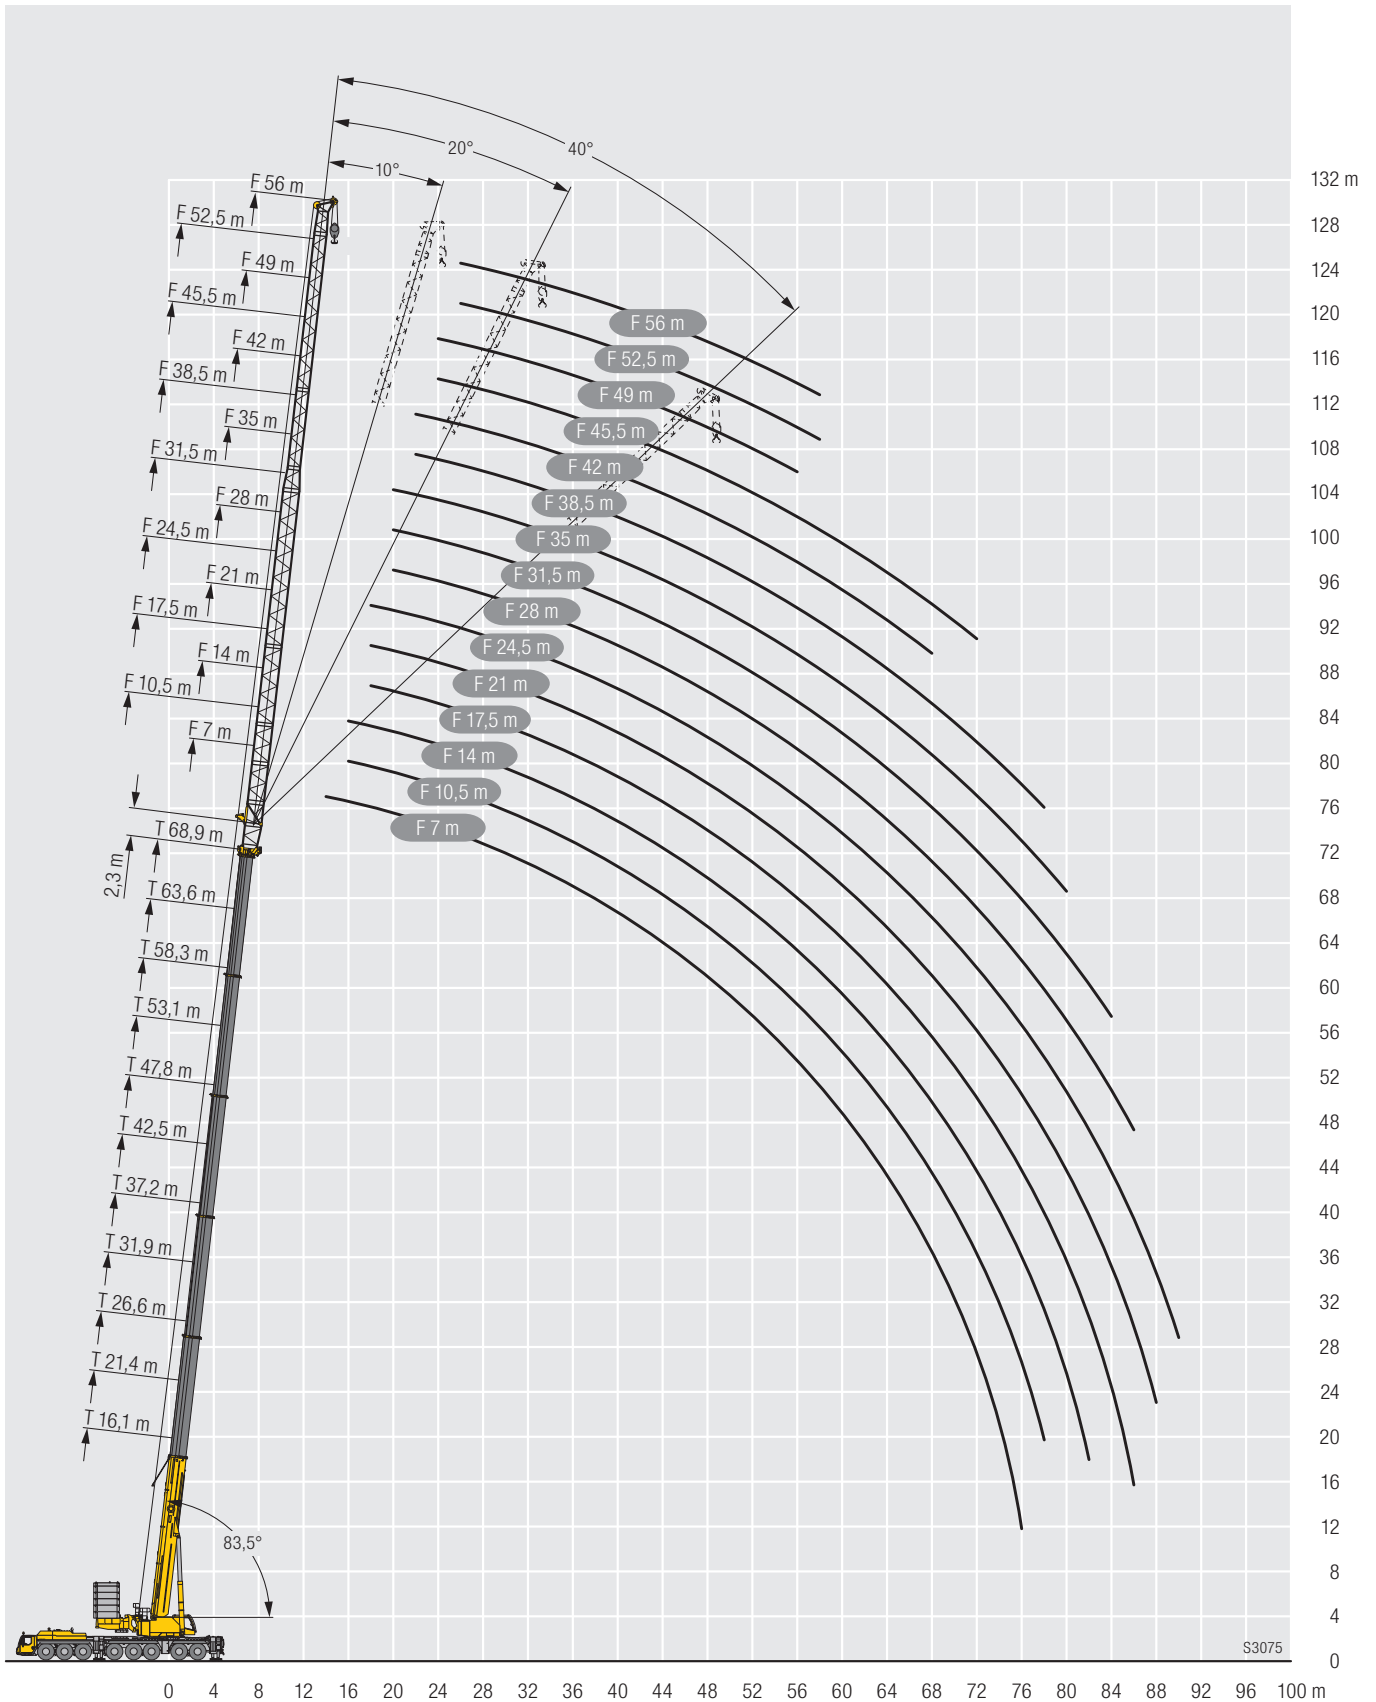 40°
20°
10°
F 56 m
132 m
F 52,5 m
128
F 49 m
124
F 45,5 m
120
F 56 m
F 42 m
116
F 52,5 m
F 38,5 m
112
F 49 m
F 35 m
108
F 45,5 m
F 31,5 m
104
F 42 m
F 28 m
100
F 38,5 m
F 24,5 m
96
F 35 m
F 21 m
92
F 31,5 m
F 17,5 m
88
F 28 m
F 14 m
84
F 24,5 m
F 10,5 m
80
F 21 m
F 7 m
76
F 17,5 m
F 14 m
F 10,5 m
F 7 m
T 68,9 m
72
2,3 m
T 63,6 m
68
T 58,3 m
64
T 53,1 m
60
T 47,8 m
56
T 42,5 m
52
T 37,2 m
48
T 31,9 m
44
T 26,6 m
40
T 21,4 m
36
T 16,1 m
32
28
24
20
16
12
83,5°
8
4
S3075
0
0 4 8 12 16 20 24 28 32 36 40 44 48 52 56 60 64 68 72 76 80 84 88 92 96 100 m